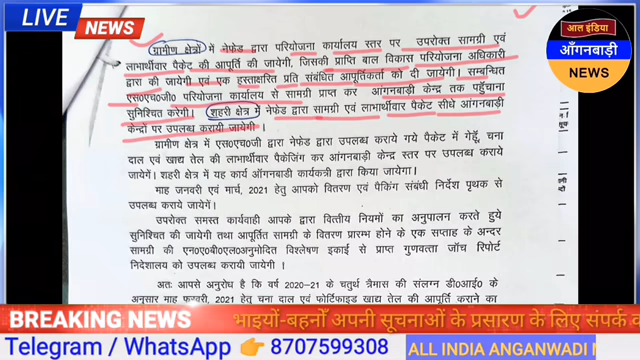 LIVE
NEWS
आल इंडिया
आँगनबाड़ी
NEWS
ग्रामीण क्षेत्रों में नेफेड द्वारा परियोजना कार्यालय स्तर पर उपरोक्त सामग्री एवं
लाभार्थीवार पैकेट की आपूर्ति की जायेगी, जिसकी प्राप्ति बाल विकास परियोजना अधिकारी
द्वारा की जायेगी एवं एक हस्ताक्षरित प्रति संबंधित आपूर्तिकर्ता को दी जायेगी। सम्बन्धित
एस०एच०जी० परियोजना कार्यालय से सामग्री प्राप्त कर आंगनबाड़ी केन्द्र तक पहुँचाना
सुनिश्चित करेगी। शहरी क्षेत्र में नेफेड द्वारा सामग्री एवं लाभार्थीवार पैकेट सीधे आंगनबाड़ी
केन्द्रों पर उपलब्ध करायी जायेगी ।
ग्रामीण क्षेत्र में एस०एच०जी द्वारा नेफेड द्वारा उपलब्ध कराये गये पैकेट में गेहूँ, चना
दाल एवं खाद्य तेल की लाभार्थीवार पैकेजिंग कर आंगनबाड़ी केन्द्र स्तर पर उपलब्ध कराये
जायेगें। शहरी क्षेत्र में यह कार्य ऑगनबाडी कार्यकत्री द्वारा किया जायेगा।
माह जनवरी एवं मार्च, 2021 हेतु आपको वितरण एवं पैकिंग संबंधी निर्देश पृथक से
उपलब्ध कराये जायेगें।
उपरोक्त समस्त कार्यवाही आपके द्वारा वित्तीय नियमों का अनुपालन करते हुये
सुनिश्चित की जायेगी तथा आपूर्तित सामग्री के वितरण प्रारम्भ होने के एक सप्ताह के अन्दर
सामग्री की एन०ए०बी०एल०अनुमोदित विश्लेषण इकाई से प्राप्त गुणवत्ता जाँच रिपोर्ट
निदेशालय को उपलब्ध करायी जायेगी ।
अतः आपसे अनुरोध है कि वर्ष 2020-21 के चतुर्थ त्रैमास की संलग्न डी०आई० के
अनुसार माह फरवरी, 2021 हेतु चना दाल एवं फोर्टिफाइड खाद्य तेल की आपूर्ति कराने का
BREAKING NEWS
भाइयों-बहनोँ अपनी सूचनाओं के प्रसारण के लिए संपर्क क
Telegram / WhatsApp 👉 8707599308
ALL INDIA ANGANWADI